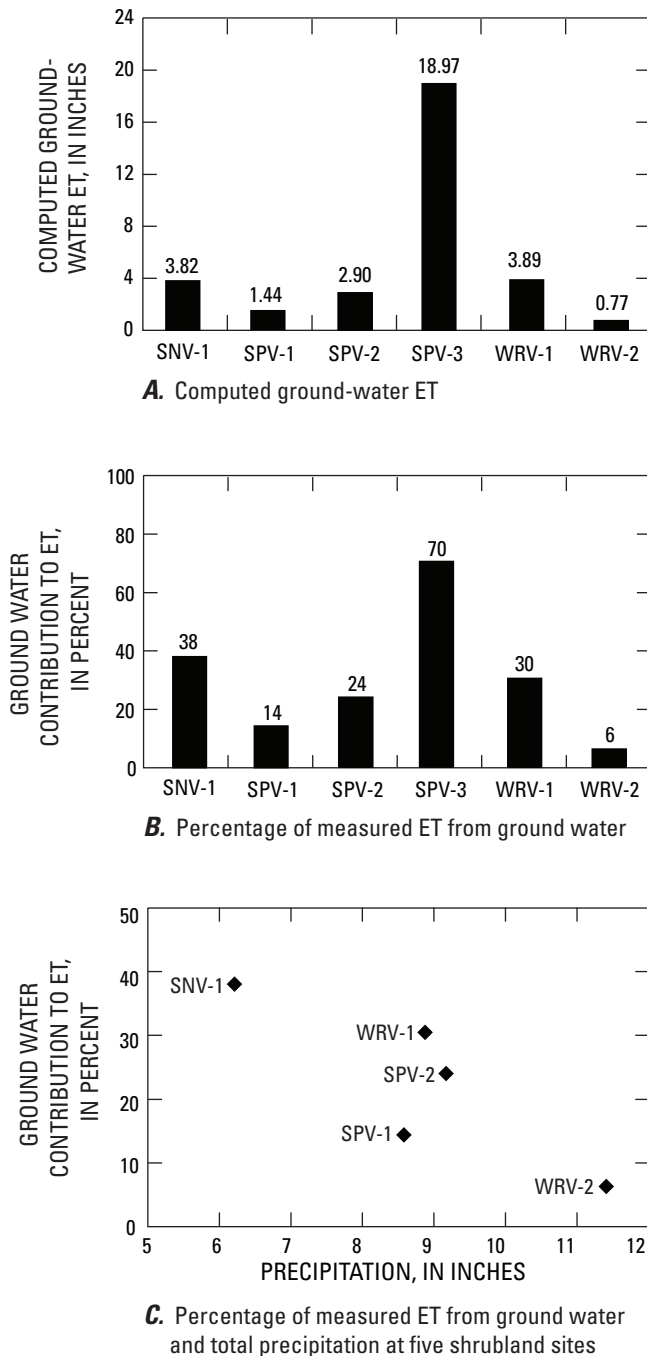 COMPUTED GROUND-
WATER ET, IN INCHES
24
20
16
12
8
4
0
3.82
1.44
2.90
18.97
3.89
0.77
SNV-1 SPV-1 SPV-2 SPV-3 WRV-1 WRV-2
A. Computed ground-water ET
GROUND WATER
CONTRIBUTION TO ET,
IN PERCENT
100
80
60
40
20
0
38
14
24
70
30
6
SNV-1 SPV-1 SPV-2 SPV-3 WRV-1 WRV-2
B. Percentage of measured ET from ground water
GROUND WATER
CONTRIBUTION TO ET,
IN PERCENT
50
40
30
20
10
0
SNV-1
WRV-1
SPV-2
SPV-1
WRV-2
5 6 7 8 9 10 11 12
PRECIPITATION, IN INCHES
C. Percentage of measured ET from ground water
and total precipitation at five shrubland sites